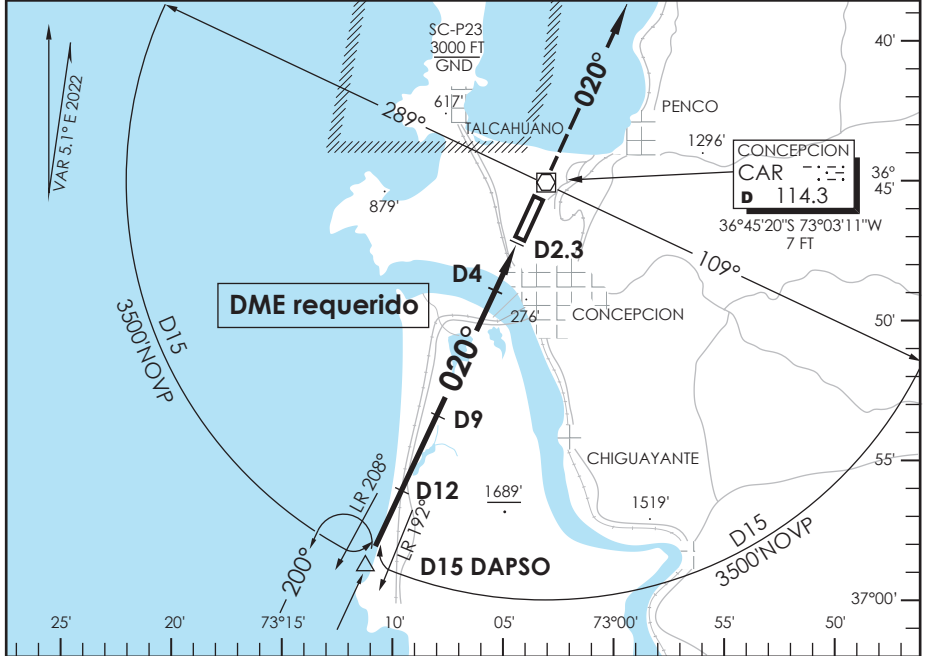 SC-P23
3000 FT
GND
40'
VAR 5.1° E 2022
020°
289°
617'
PENCO
TALCAHUANO
1296'
CONCEPCION
CAR
D 114.3
36°
45'
36°45'20"S 73°03'11"W
7 FT
879'
D2.3
109°
D4
DME requerido
276'
CONCEPCION
50'
D15
3500'NOVP
020°
D9
CHIGUAYANTE
55'
LR 208°
D12
1689'
1519'
LR 192°
D15
3500'NOVP
200°
D15 DAPSO
37°00'
25'
20'
73°15'
10'
05'
73°00'
55'
50'